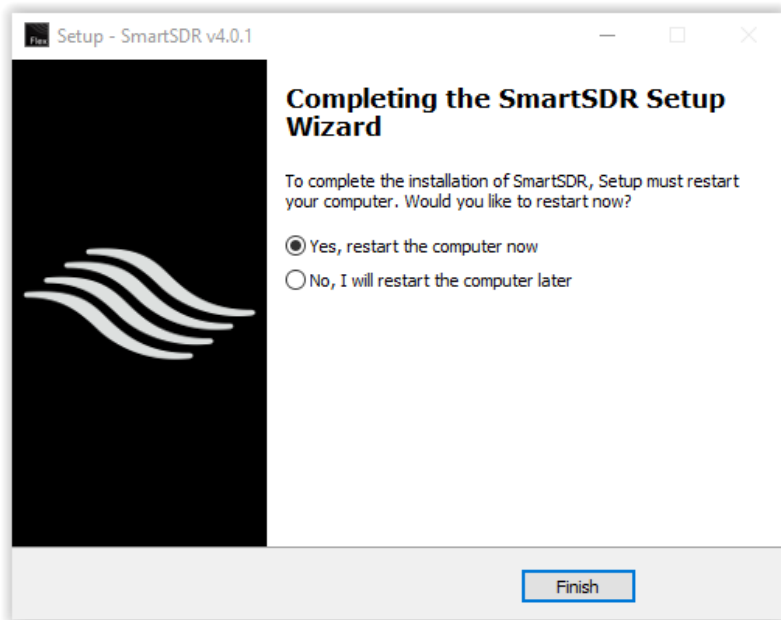 Flex
Setup - SmartSDR v4.0.1
Completing the SmartSDR Setup
Wizard
To complete the installation of SmartSDR, Setup must restart
your computer. Would you like to restart now?
Yes, restart the computer now
No, I will restart the computer later
Finish